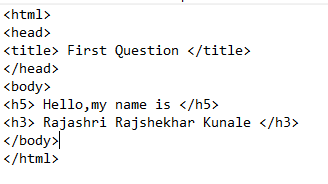 <html>
<head>
<title> First Question </title>
</head>
<body>
<h5> Hello,my name is </h5>
<h3> Rajashri Rajshekhar Kunale </h3>
</body>
</html>